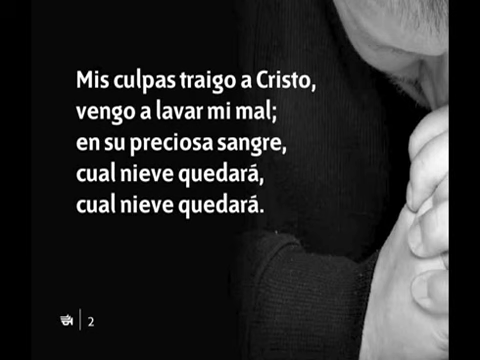 Mis culpas traigo a Cristo,
vengo a lavar mi mal;
en su preciosa sangre,
cual nieve quedará,
cual nieve quedará.
2